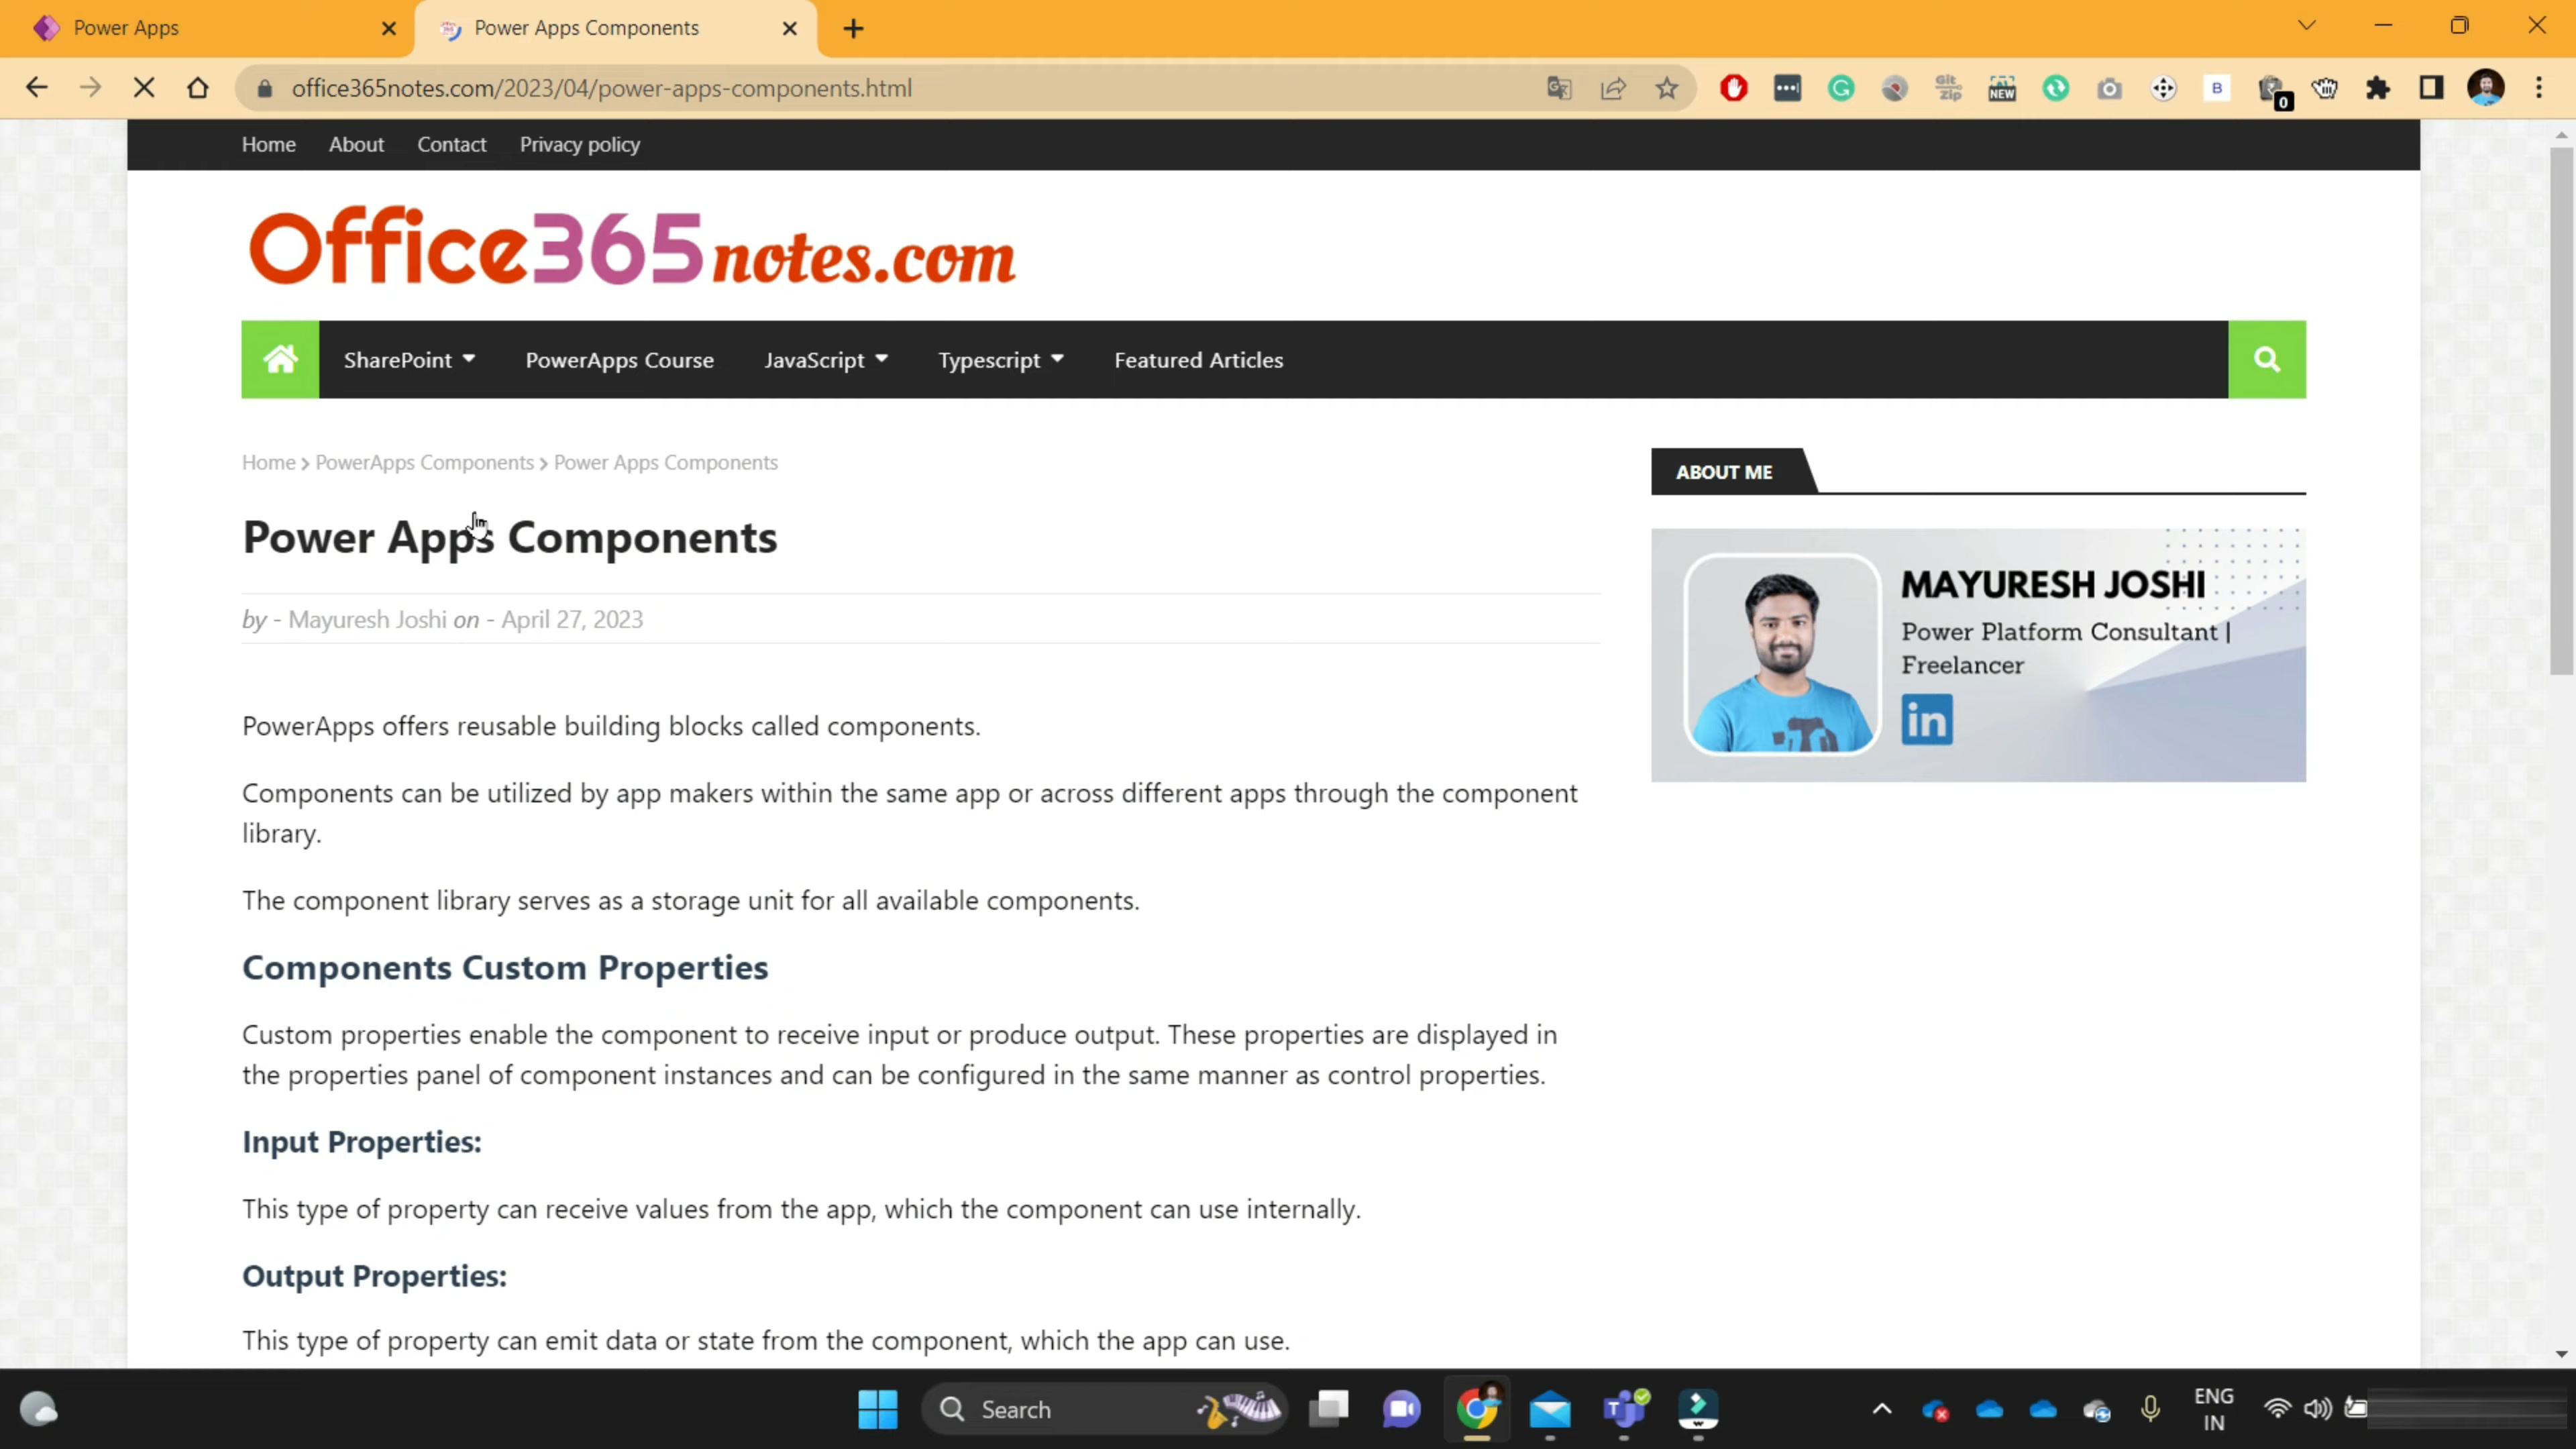 Power Apps
Power Apps Components
office365notes.com/2023/04/power-apps-components.html
Git
zip
NEW
B
0
Home About Contact Privacy policy
Office365notes.com
SharePoint PowerApps Course JavaScript Typescript Featured Articles
Home > PowerApps Components > Power Apps Components
Power Apps Components
by - Mayuresh Joshi on - April 27, 2023
PowerApps offers reusable building blocks called components.
Components can be utilized by app makers within the same app or across different apps through the component
library.
The component library serves as a storage unit for all available components.
Components Custom Properties
Custom properties enable the component to receive input or produce output. These properties are displayed in
the properties panel of component instances and can be configured in the same manner as control properties.
Input Properties:
This type of property can receive values from the app, which the component can use internally.
Output Properties:
This type of property can emit data or state from the component, which the app can use.
ABOUT ME
MAYURESH JOSHI
Power Platform Consultant |
Freelancer
in
Search
ENG
IN